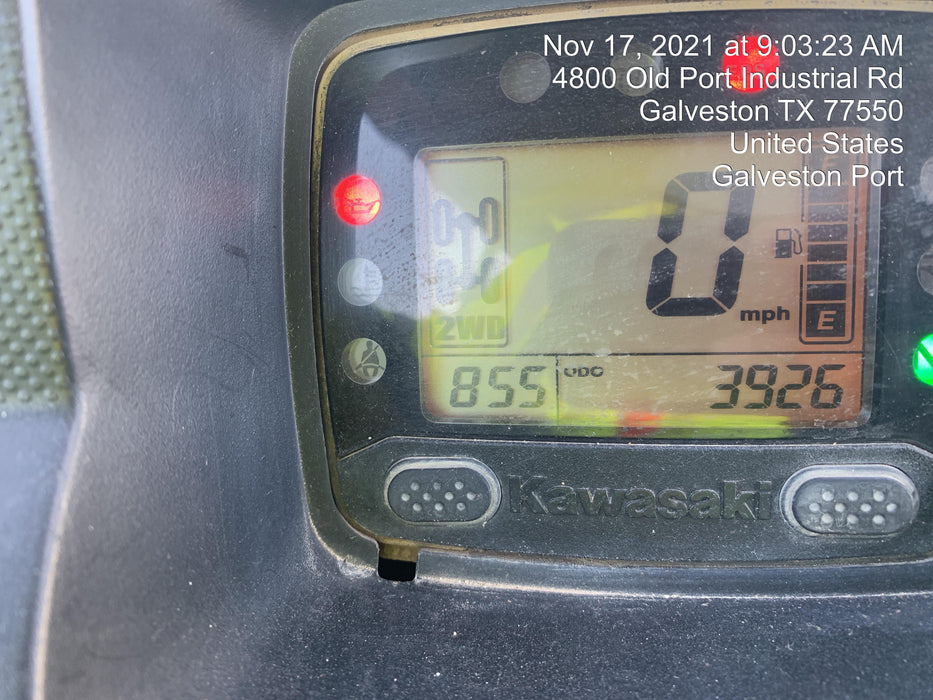 Nov 17, 2021 at 9:03:23 AM
4800 Old Port Industrial Rd
Galveston TX 77550
United States
Galveston Port
0 mph
E
2WD
855 ODO 3926
Kawasaki